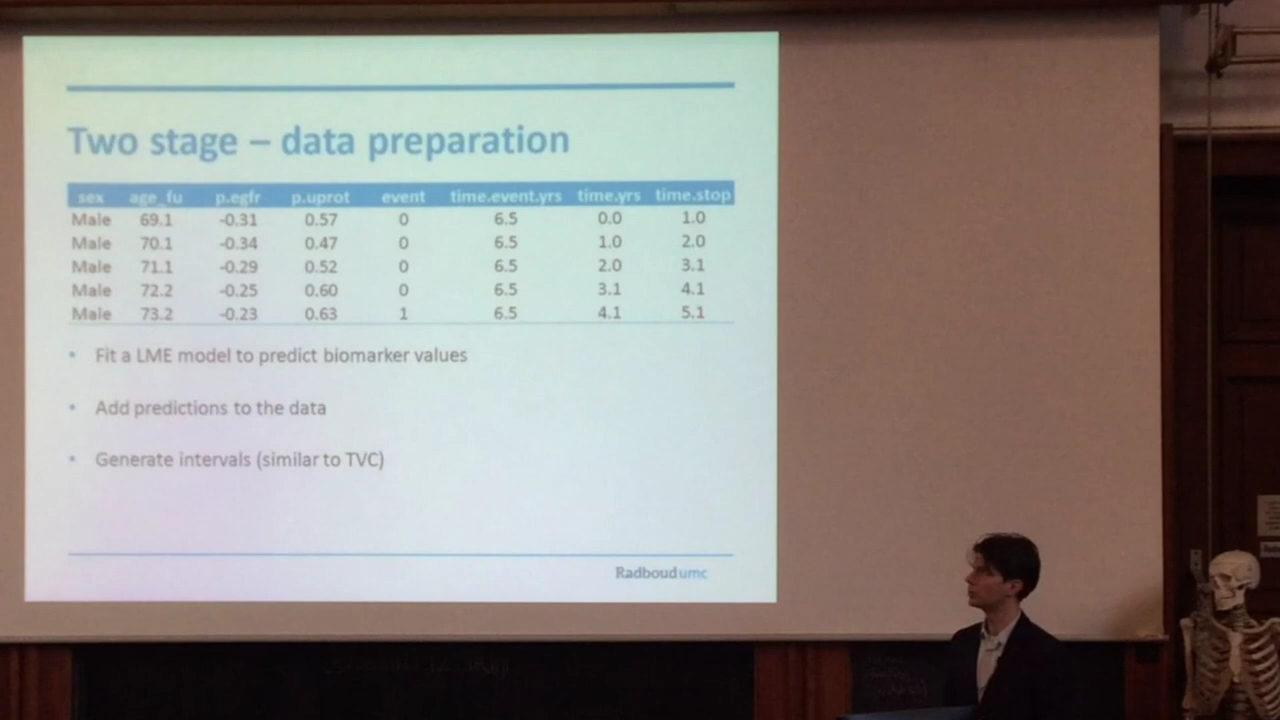 Two stage – data preparation
sex age_fu p.egfr p.uprot event time.event.yrs time.yrs time.stop
Male 69.1 -0.31 0.57 0 6.5 0.0 1.0
Male 70.1 -0.34 0.47 0 6.5 1.0 2.0
Male 71.1 -0.29 0.52 0 6.5 2.0 3.1
Male 72.2 -0.25 0.60 0 6.5 3.1 4.1
Male 73.2 -0.23 0.63 1 6.5 4.1 5.1
• Fit a LME model to predict biomarker values
• Add predictions to the data
• Generate intervals (similar to TVC)
Radboudumc